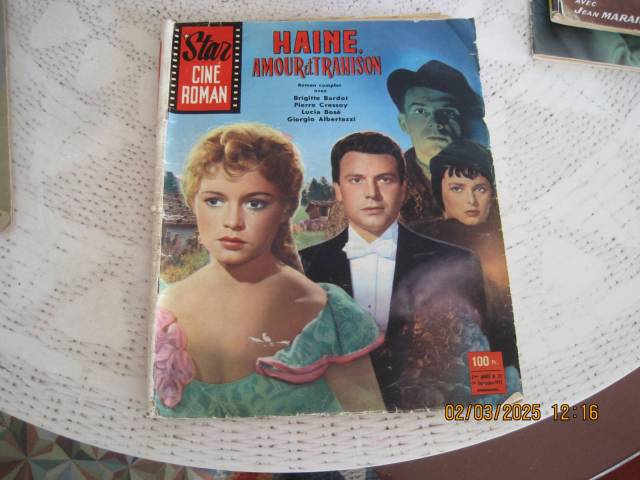 Star
CINÉ
ROMAN
HAINE,
AMOUR et TRAHISON
Roman complet
avec
Brigitte Bardot
Pierre Cressoy
Lucia Bosé
Giorgio Albertazzi
100 Fr.
AVEC
JEAN MARAI
02/03/2025 12:16